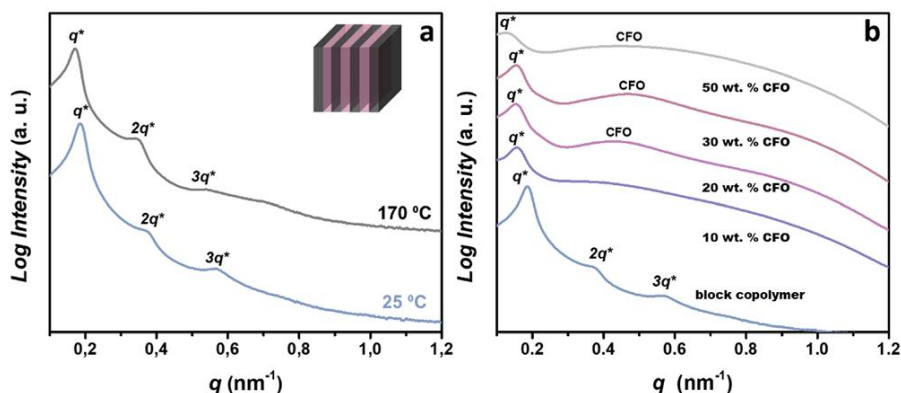 a
q*
2q*
3q*
170 ºC
q*
2q*
3q*
25 ºC
Log Intensity (a. u.)
0,2 0,4 0,6 0,8 1,0 1,2
q (nm⁻¹)
b
q* CFO
50 wt. % CFO
q* CFO
30 wt. % CFO
q* CFO
20 wt. % CFO
q*
10 wt. % CFO
q*
2q*
3q*
block copolymer
Log Intensity (a. u.)
0.2 0.4 0.6 0.8 1.0 1.2
q (nm⁻¹)